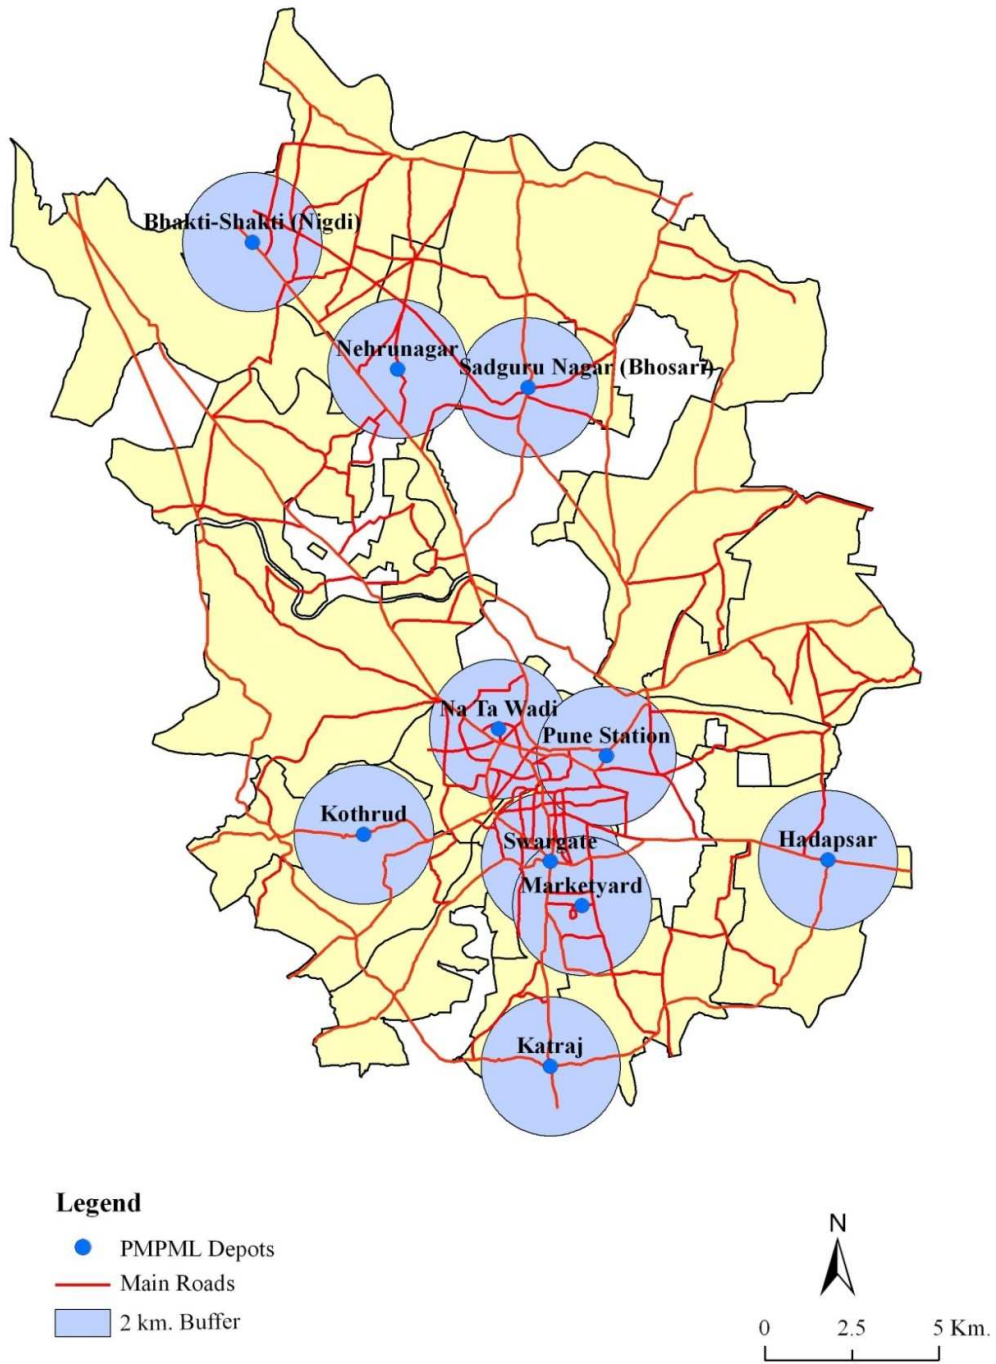 Bhakti-Shakti (Nigdi)
Nehrunagar
Sadguru Nagar (Bhosari)
Na Ta Wadi
Pune Station
Kothrud
Swargate
Hadapsar
Marketyard
Katraj
Legend
PMPML Depots
Main Roads
2 km. Buffer
N
0 2.5 5 Km.